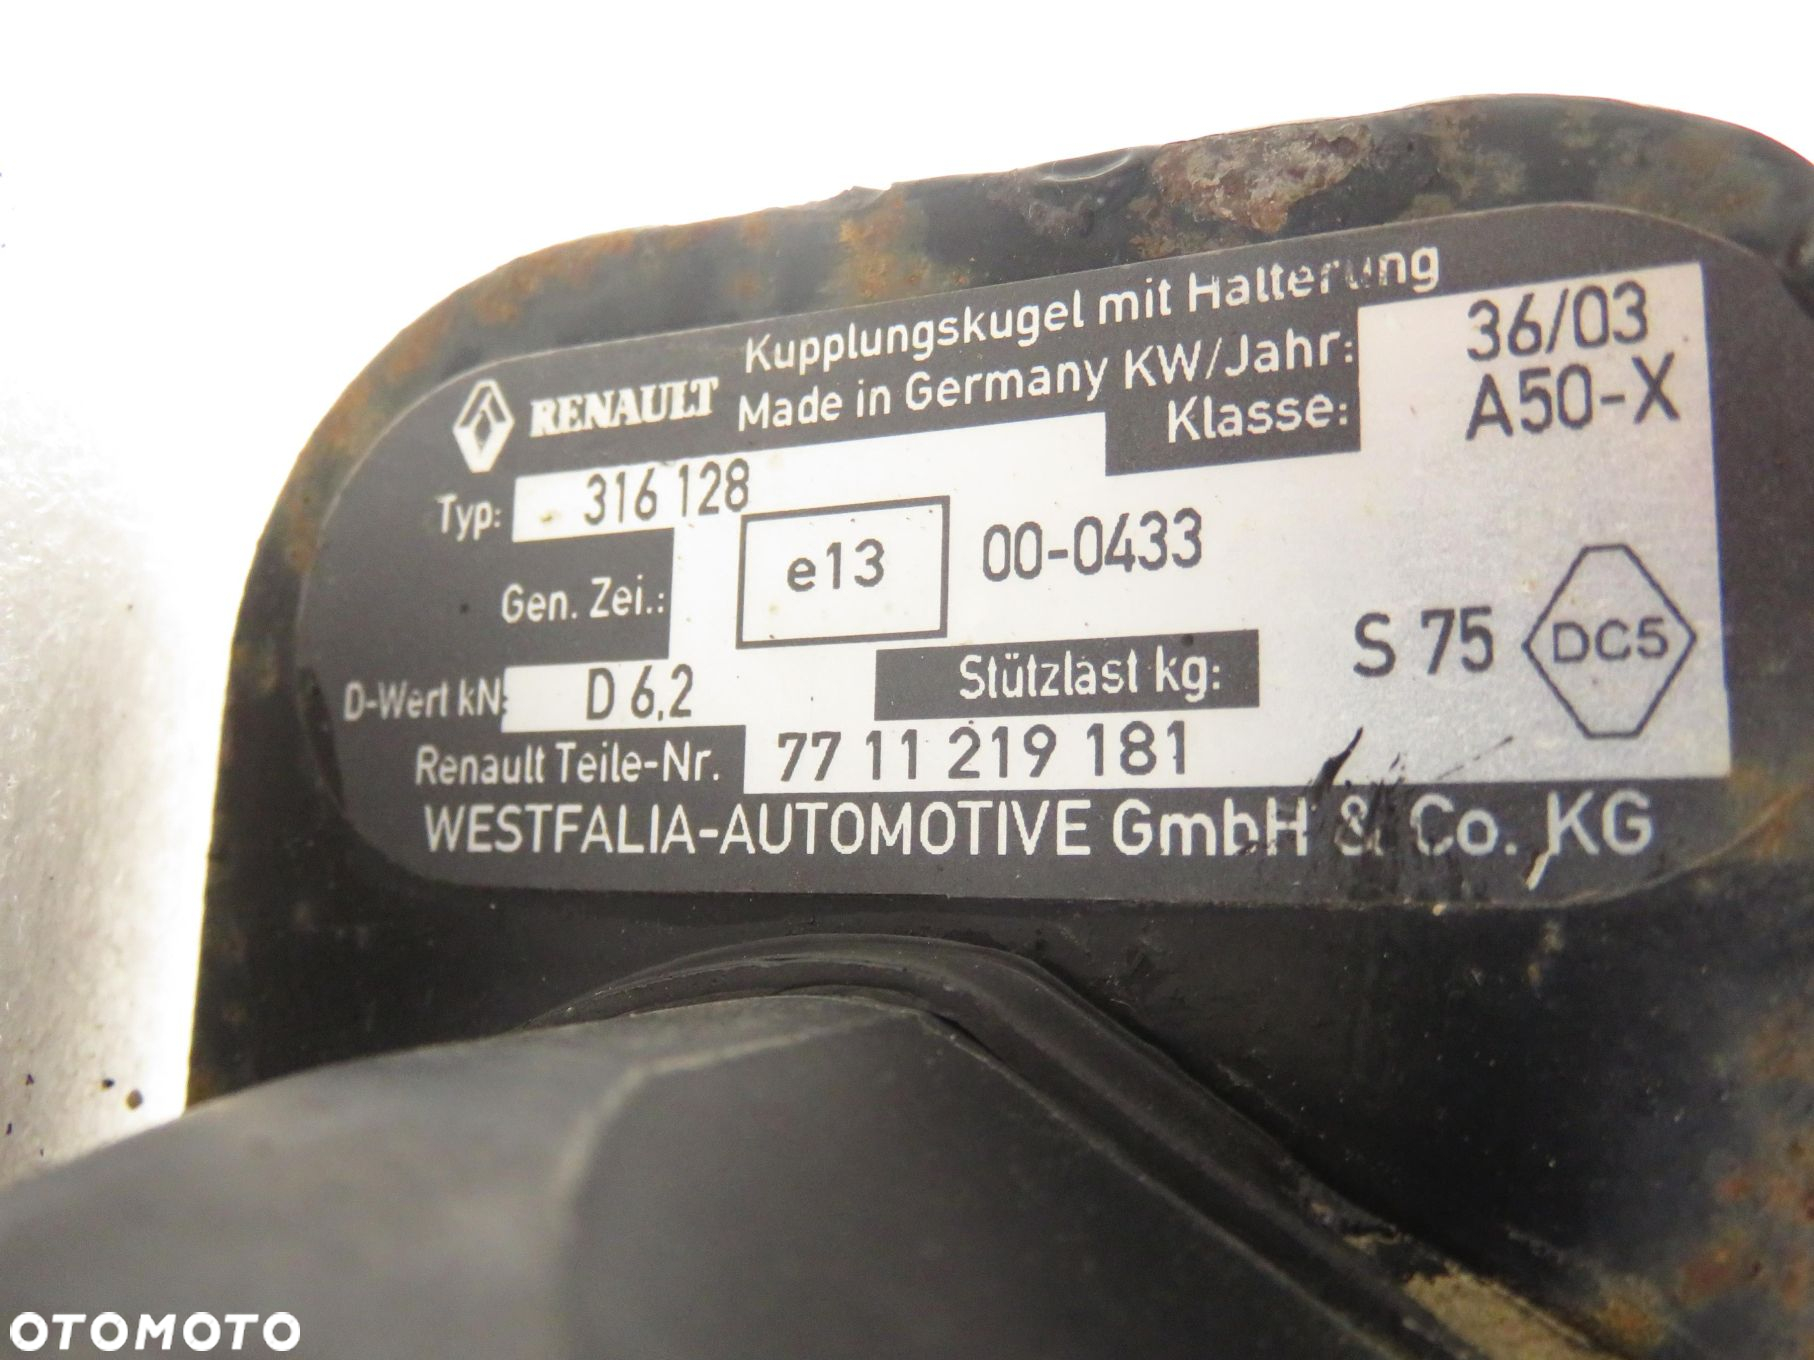 Kupplungskugel mit Halterung
RENAULT Made in Germany KW/Jahr: 36/03
Klasse: A50-X
Typ: 316 128
Gen. Zei.: e13 00-0433
D-Wert kN: D 6,2 Stützlast kg: S 75 DC5
Renault Teile-Nr. 77 11 219 181
WESTFALIA-AUTOMOTIVE GmbH & Co. KG
OTOMOTO